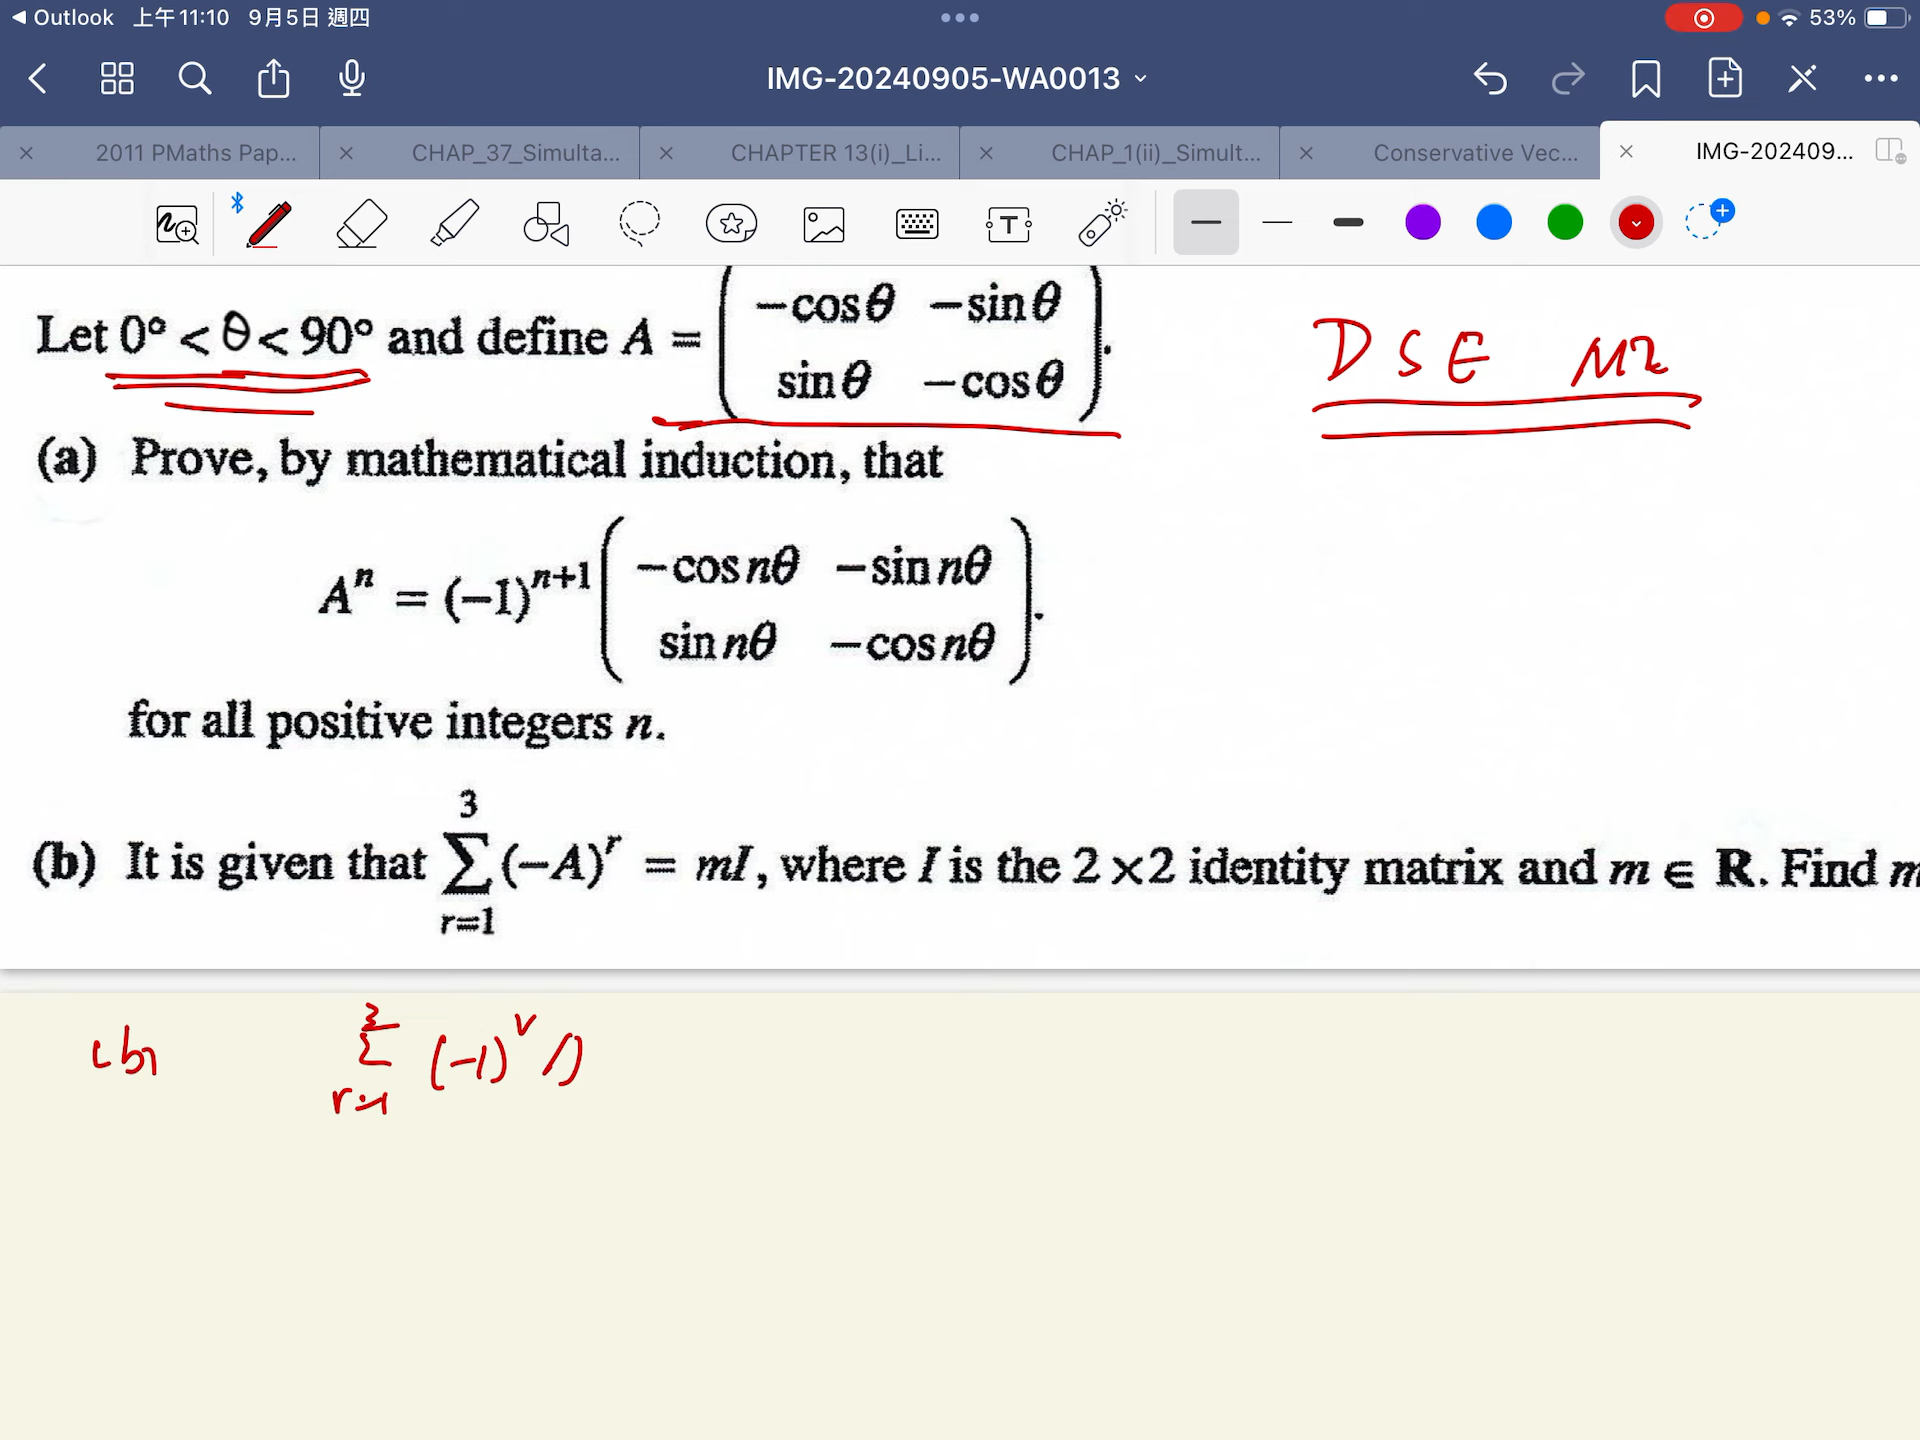 ◀ Outlook 上午11:10 9月5日 週四 53%
IMG-20240905-WA0013
2011 PMaths Pap... CHAP_37_Simulta... CHAPTER 13(i)_Li... CHAP_1(ii)_Simult... Conservative Vec... IMG-202409...
T
Let 0° < θ < 90° and define A = ( −cosθ −sinθ
sinθ −cosθ ).
DSE M2
(a) Prove, by mathematical induction, that
Aⁿ = (−1)ⁿ⁺¹ ( −cos nθ −sin nθ
sin nθ −cos nθ ).
for all positive integers n.
(b) It is given that ∑_{r=1}^{3} (−A)^r = mI, where I is the 2×2 identity matrix and m ∈ R. Find m
(b) ∑_{r=1}^{3} (−1)^r